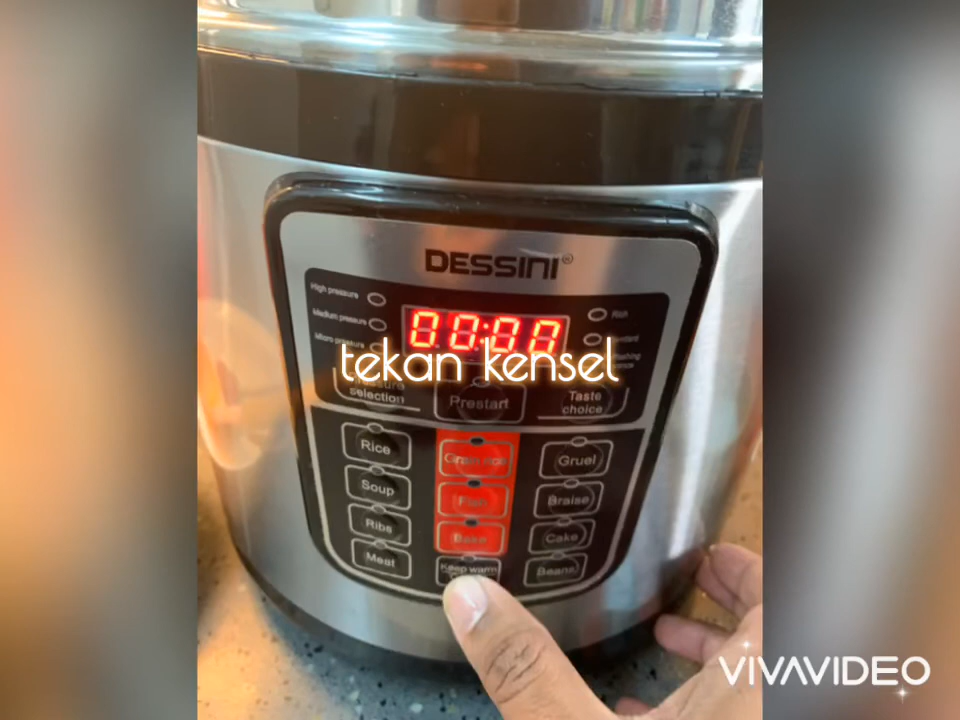 DESSINI®
High pressure
Medium pressure
Micro pressure
00:00
Rich
tekan kensel
selection
Prestart
Taste
choice
Rice
Soup
Ribs
Meat
Grain rice
Fish
Bake
Keep warm
Gruel
Braise
Cake
Beans
VIVAVIDEO